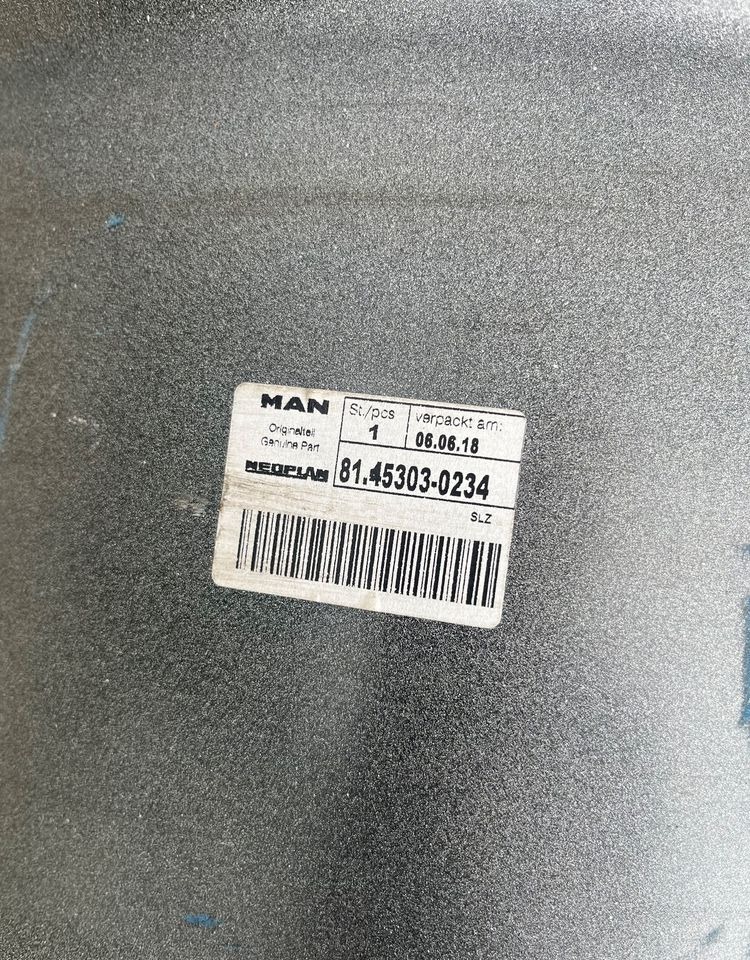 MAN
Originalteil
Genuine Part
NEOPLAN
St./pcs
1
verpackt am:
06.06.18
81.45303-0234
SLZ